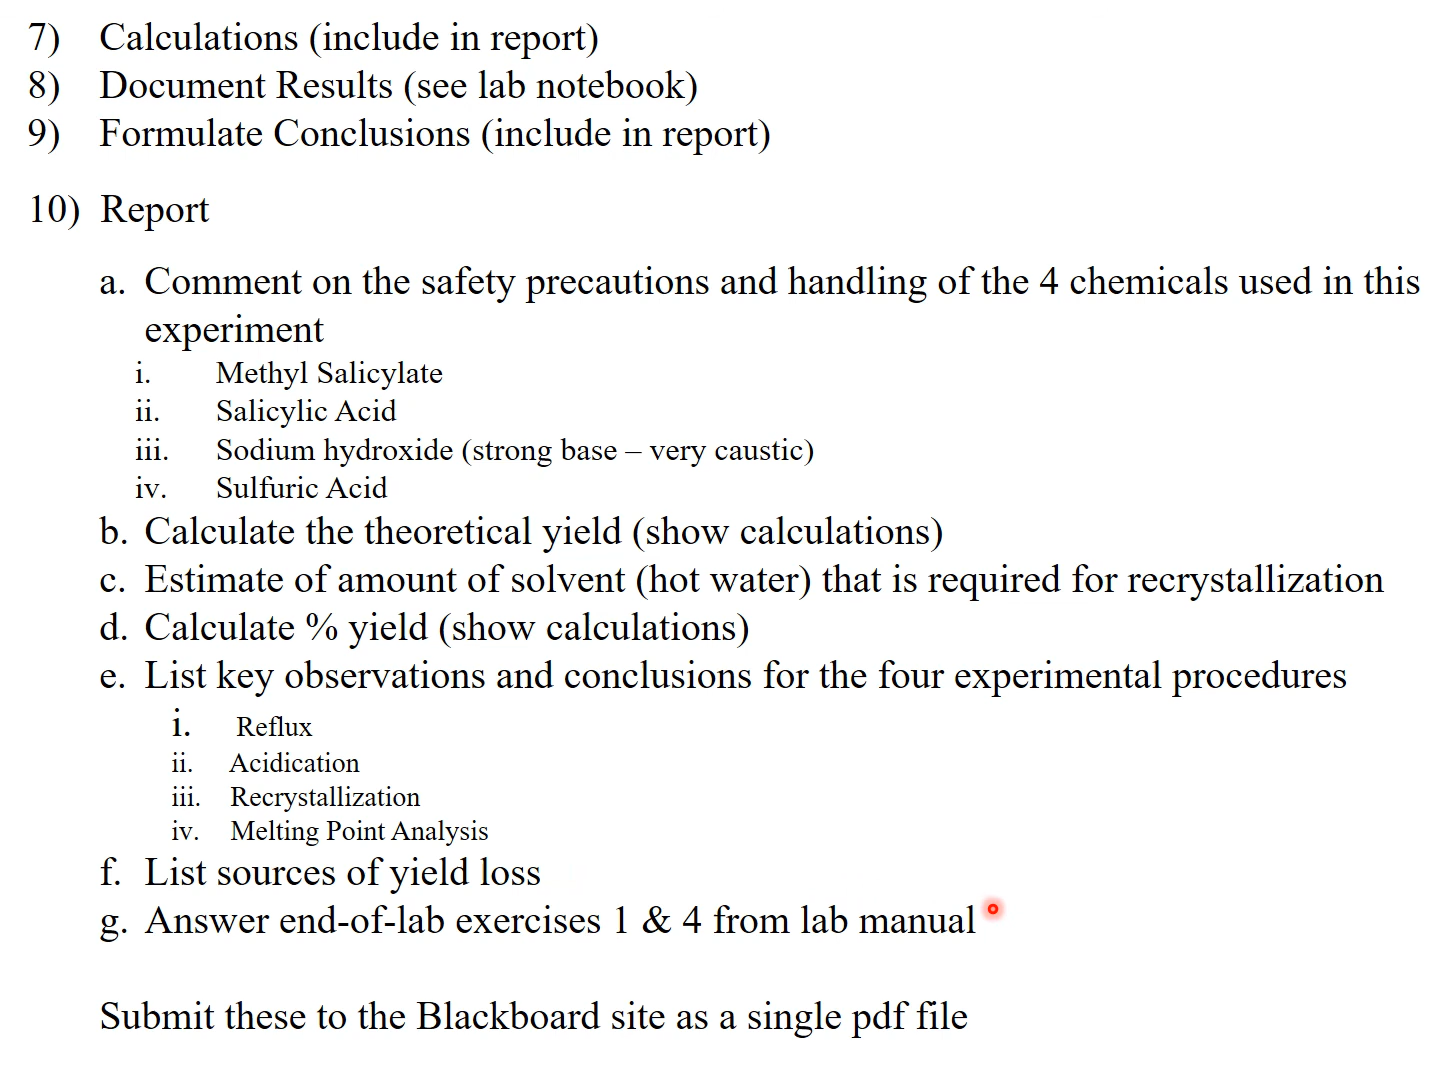 7) Calculations (include in report)
8) Document Results (see lab notebook)
9) Formulate Conclusions (include in report)
10) Report
a. Comment on the safety precautions and handling of the 4 chemicals used in this
experiment
i. Methyl Salicylate
ii. Salicylic Acid
iii. Sodium hydroxide (strong base – very caustic)
iv. Sulfuric Acid
b. Calculate the theoretical yield (show calculations)
c. Estimate of amount of solvent (hot water) that is required for recrystallization
d. Calculate % yield (show calculations)
e. List key observations and conclusions for the four experimental procedures
i. Reflux
ii. Acidication
iii. Recrystallization
iv. Melting Point Analysis
f. List sources of yield loss
g. Answer end-of-lab exercises 1 & 4 from lab manual
Submit these to the Blackboard site as a single pdf file